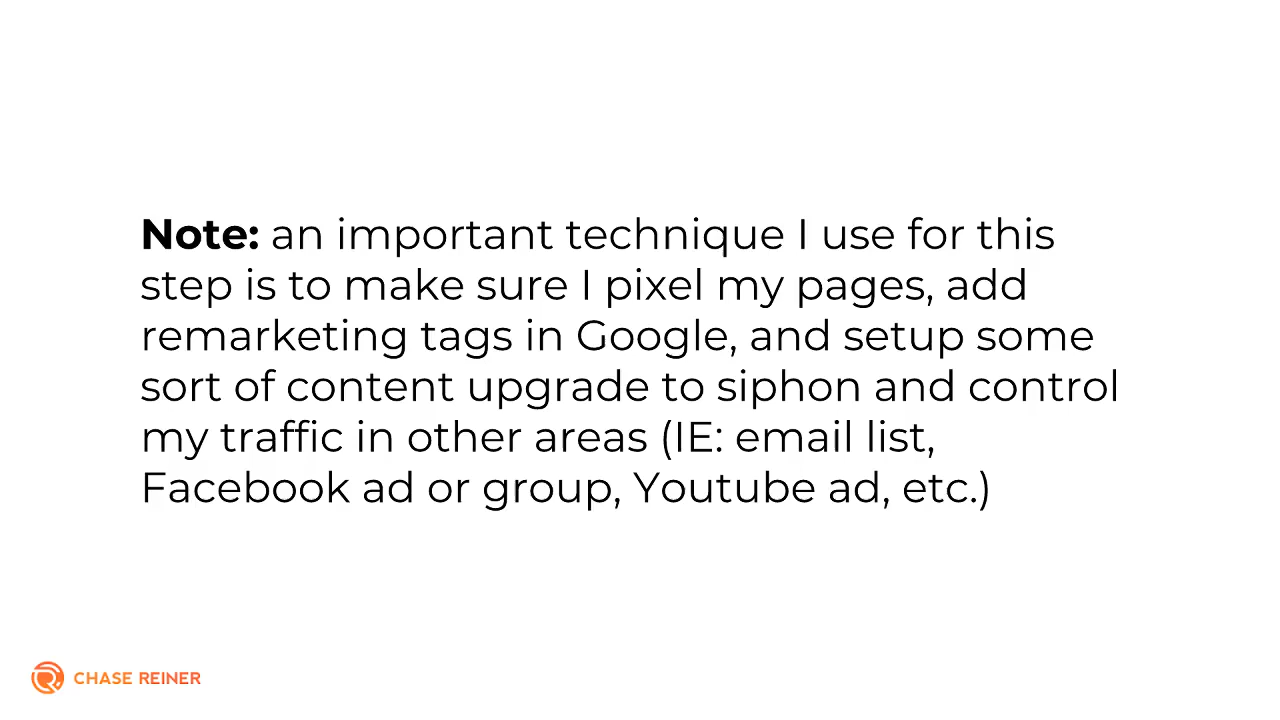 Note: an important technique I use for this
step is to make sure I pixel my pages, add
remarketing tags in Google, and setup some
sort of content upgrade to siphon and control
my traffic in other areas (IE: email list,
Facebook ad or group, Youtube ad, etc.)
CHASE REINER